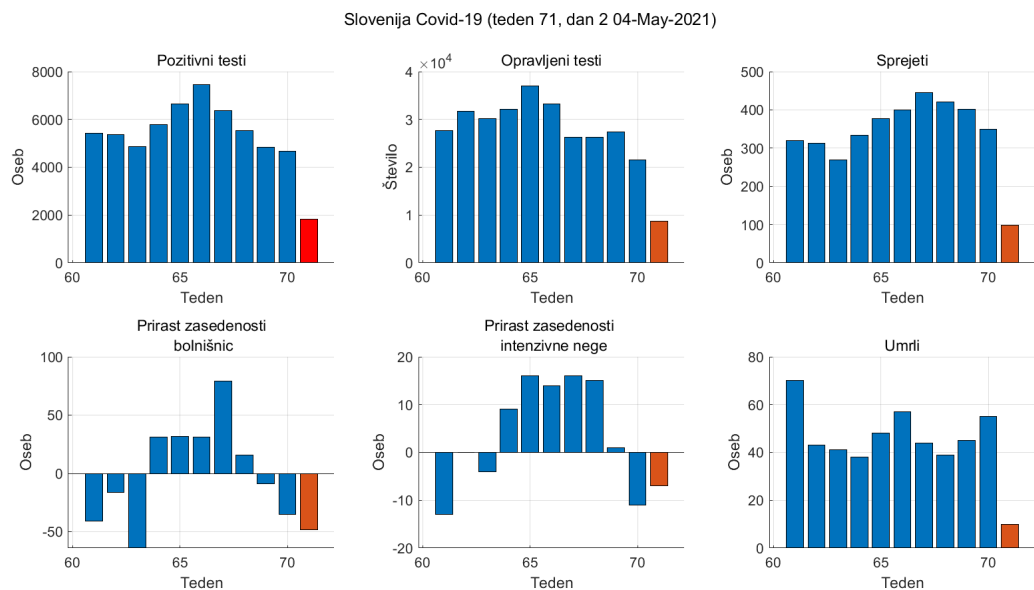 Slovenija Covid-19 (teden 71, dan 2 04-May-2021)
Pozitivni testi
8000
6000
4000
2000
0
Oseb
60
65
70
Teden
Opravljeni testi
×10⁴
4
3
2
1
0
Število
60
65
70
Teden
Sprejeti
500
400
300
200
100
0
Oseb
60
65
70
Teden
Prirast zasedenosti
bolnišnic
100
50
0
-50
Oseb
60
65
70
Teden
Prirast zasedenosti
intenzivne nege
20
10
0
-10
-20
Oseb
60
65
70
Teden
Umrli
80
60
40
20
0
Oseb
60
65
70
Teden